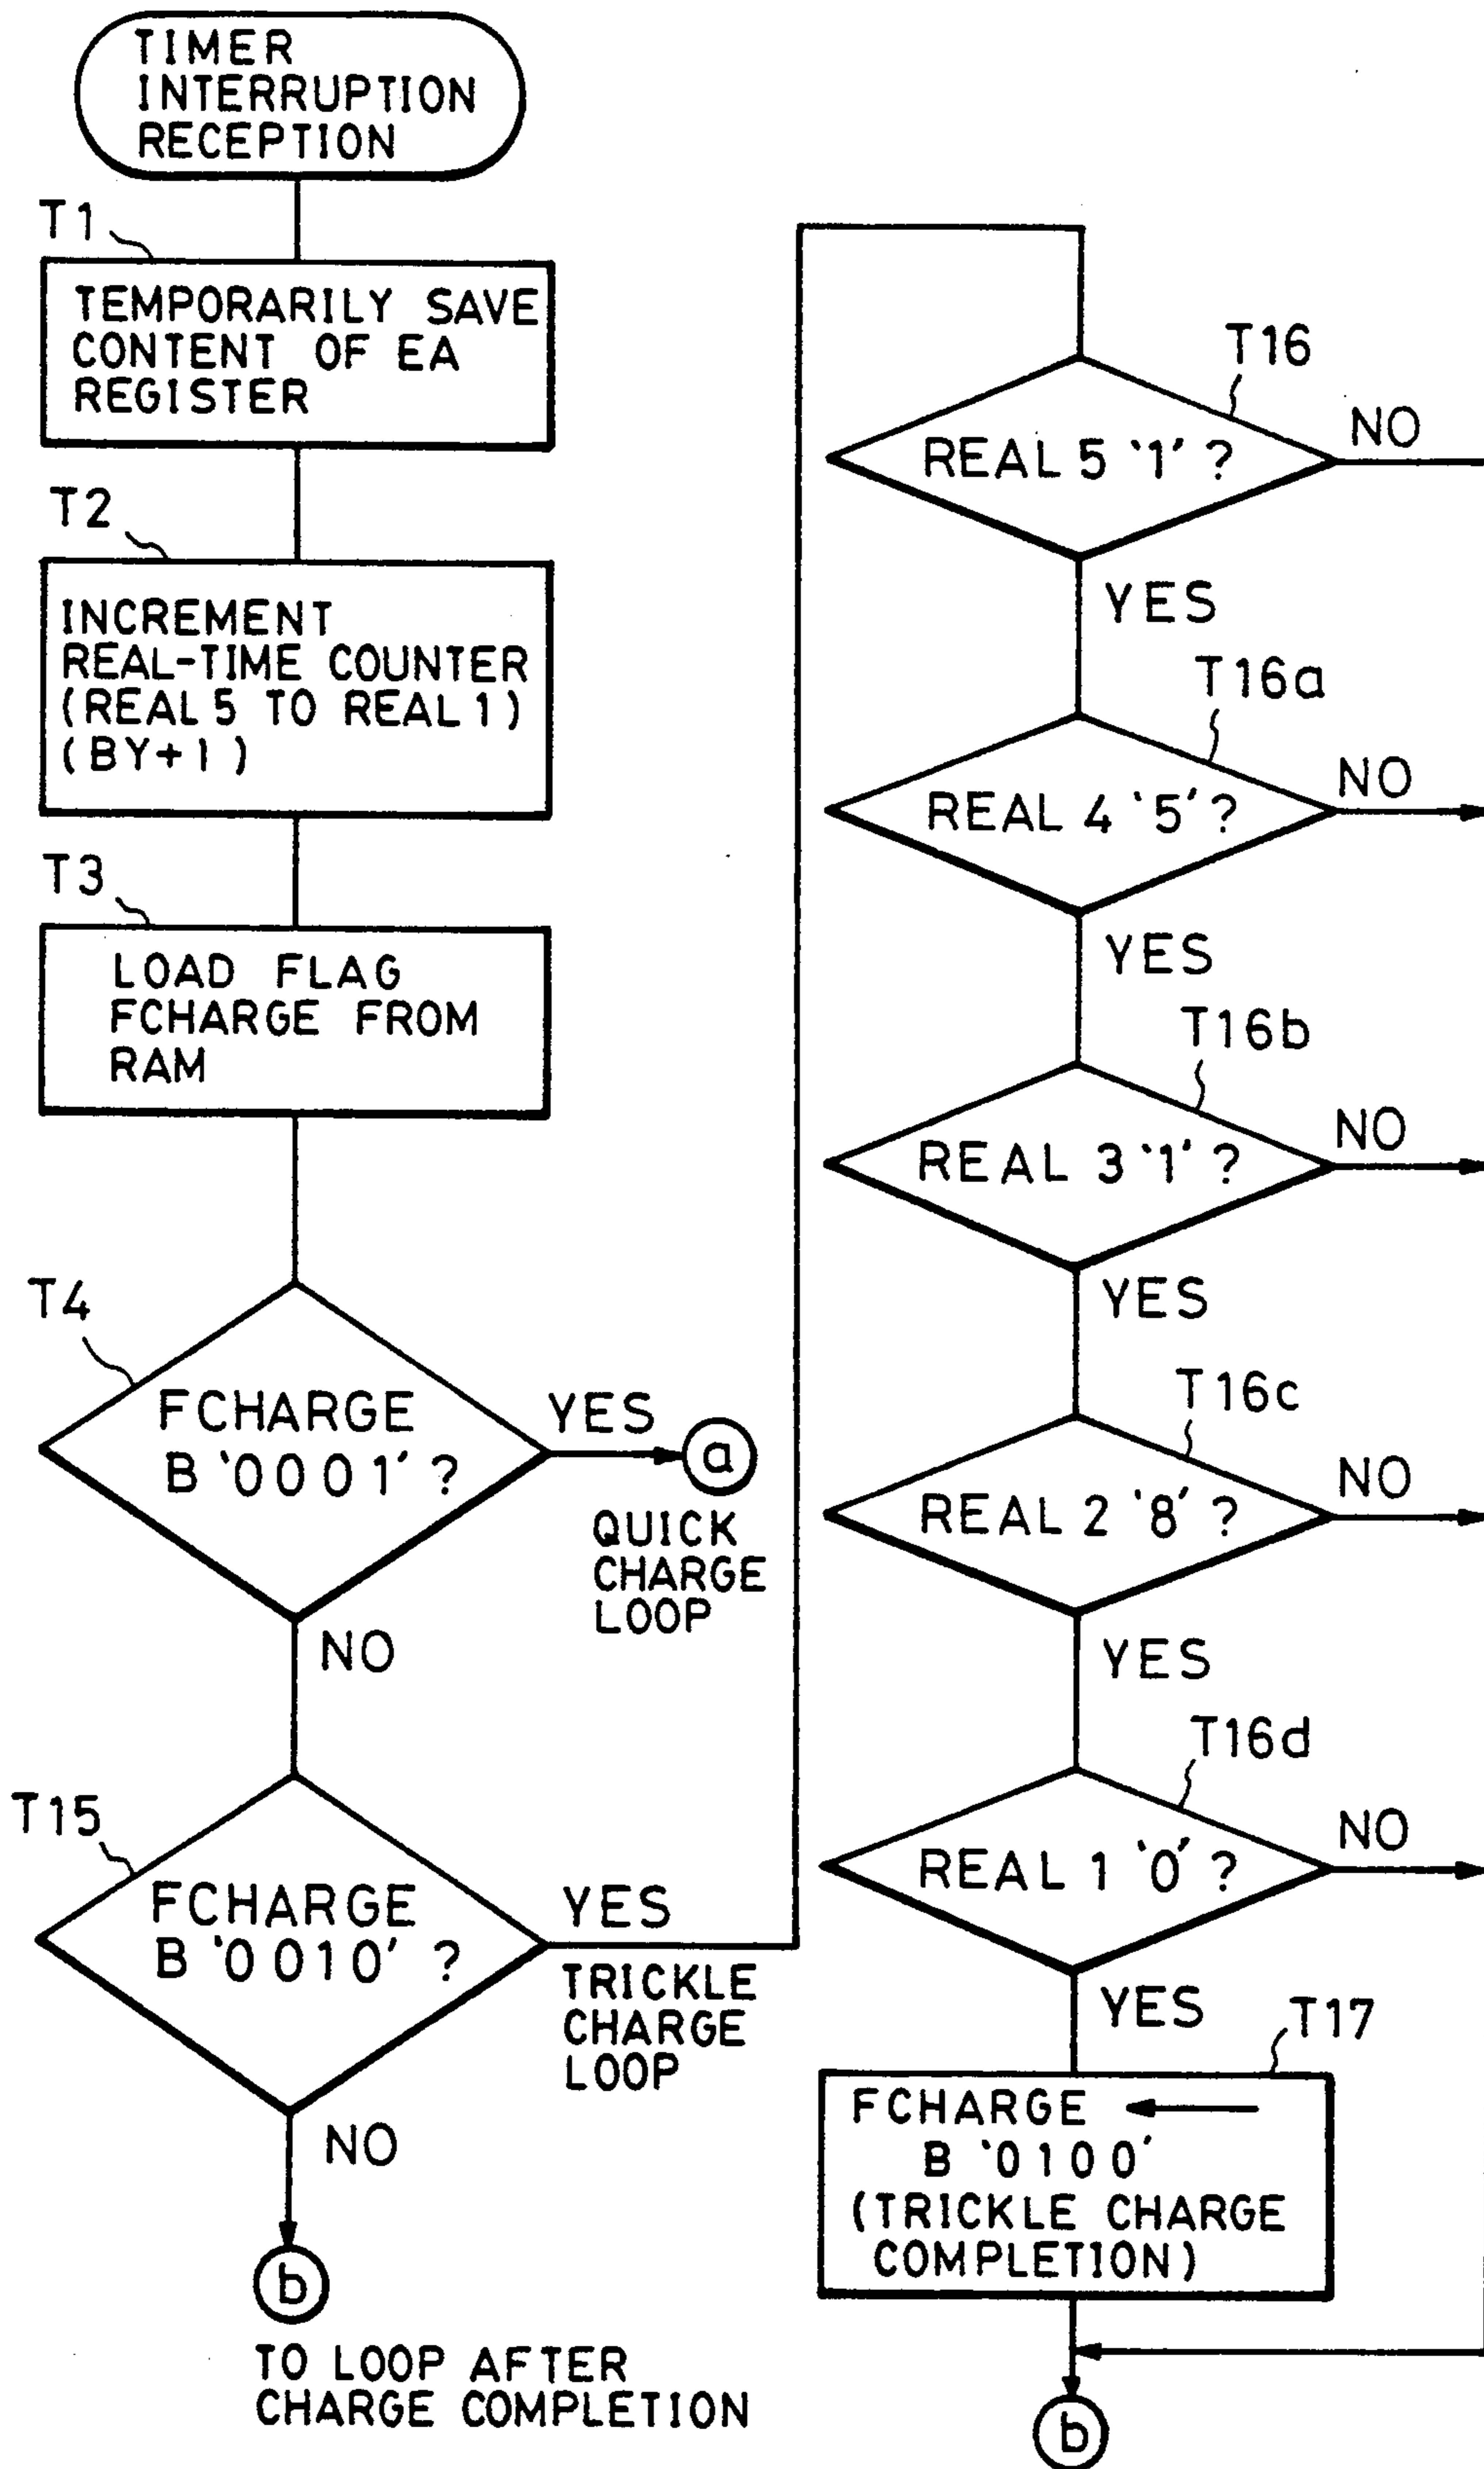 TIMER
INTERRUPTION
RECEPTION
T1
TEMPORARILY SAVE
CONTENT OF EA
REGISTER
T2
INCREMENT
REAL-TIME COUNTER
(REAL 5 TO REAL 1)
(BY+1)
T3
LOAD FLAG
FCHARGE FROM
RAM
T4
FCHARGE
B '0001' ?
YES
a
QUICK
CHARGE
LOOP
NO
T15
FCHARGE
B '0010' ?
YES
TRICKLE
CHARGE
LOOP
NO
b
TO LOOP AFTER
CHARGE COMPLETION
T16
REAL 5 '1' ?
NO
YES
T16a
REAL 4 '5' ?
NO
YES
T16b
REAL 3 '1' ?
NO
YES
T16c
REAL 2 '8' ?
NO
YES
T16d
REAL 1 '0' ?
NO
YES
T17
FCHARGE ←
B '0100'
(TRICKLE CHARGE
COMPLETION)
b